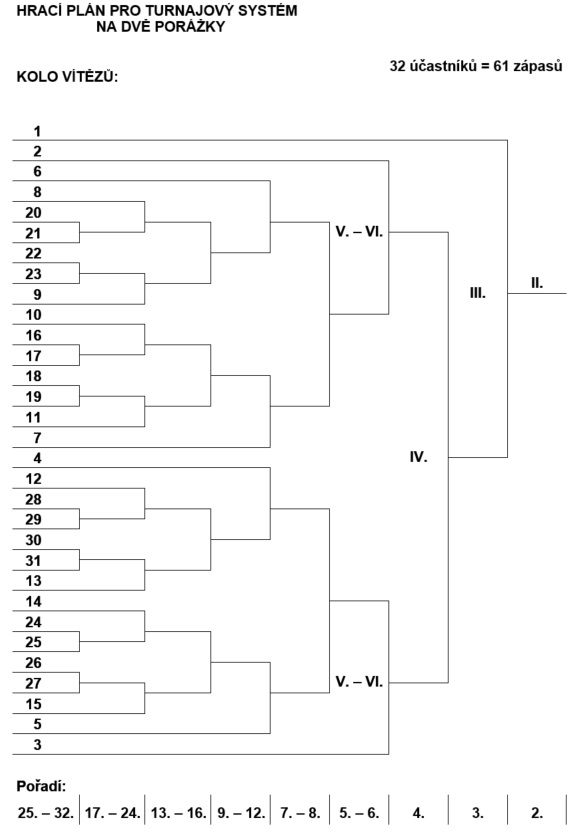 HRACÍ PLÁN PRO TURNAJOVÝ SYSTÉM
NA DVĚ PORÁŽKY
32 účastníků = 61 zápasů
KOLO VÍTĚZŮ:
1
2
6
8
20
21
V. – VI.
22
23
II.
9
III.
10
16
17
18
19
11
7
4
IV.
12
28
29
30
31
13
14
24
25
26
27
V. – VI.
15
5
3
Pořadí:
25. – 32. 17. – 24. 13. – 16. 9. – 12. 7. – 8. 5. – 6. 4. 3. 2.